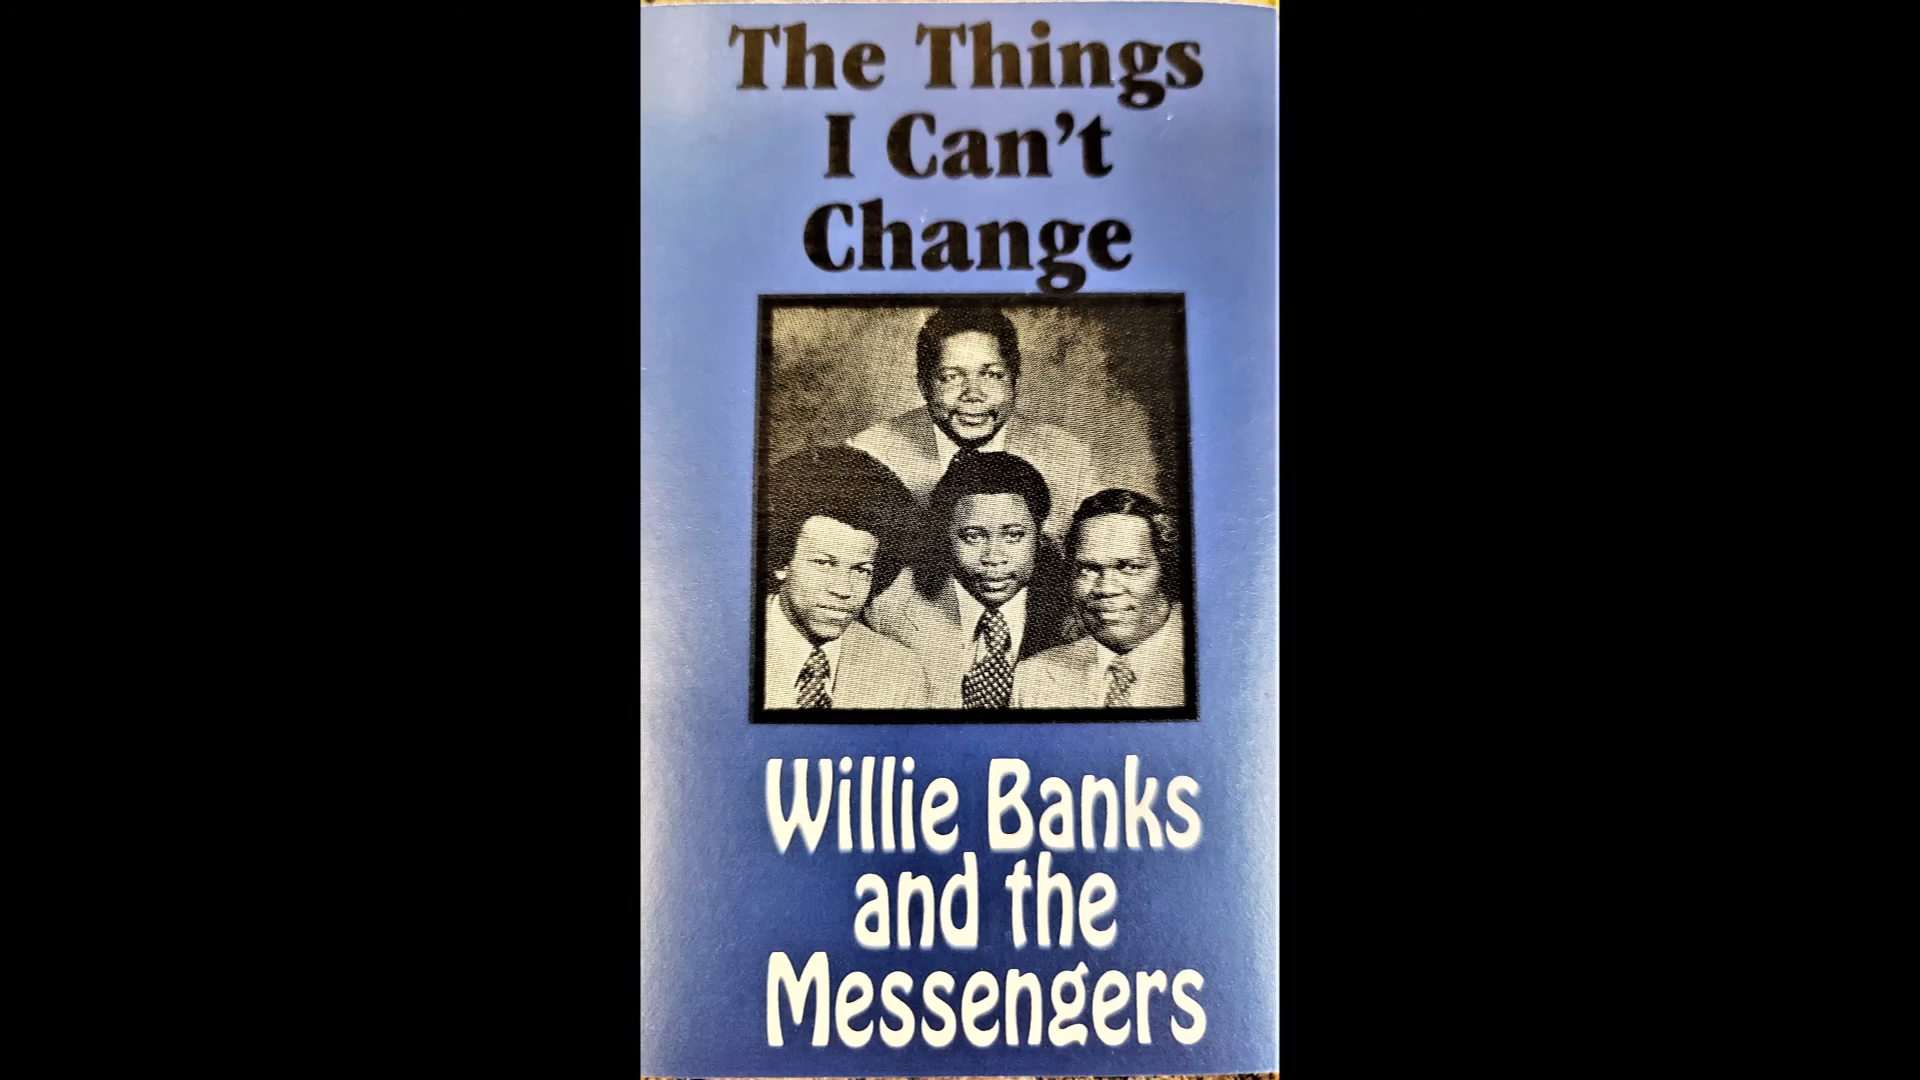 The Things
I Can't
Change
Willie Banks
and the
Messengers